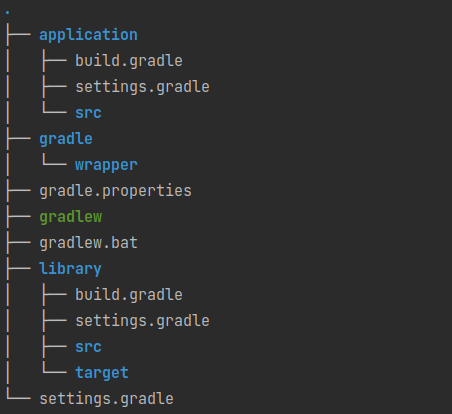 .
├── application
│   ├── build.gradle
│   ├── settings.gradle
│   └── src
├── gradle
│   └── wrapper
├── gradle.properties
├── gradlew
├── gradlew.bat
├── library
│   ├── build.gradle
│   ├── settings.gradle
│   ├── src
│   └── target
└── settings.gradle